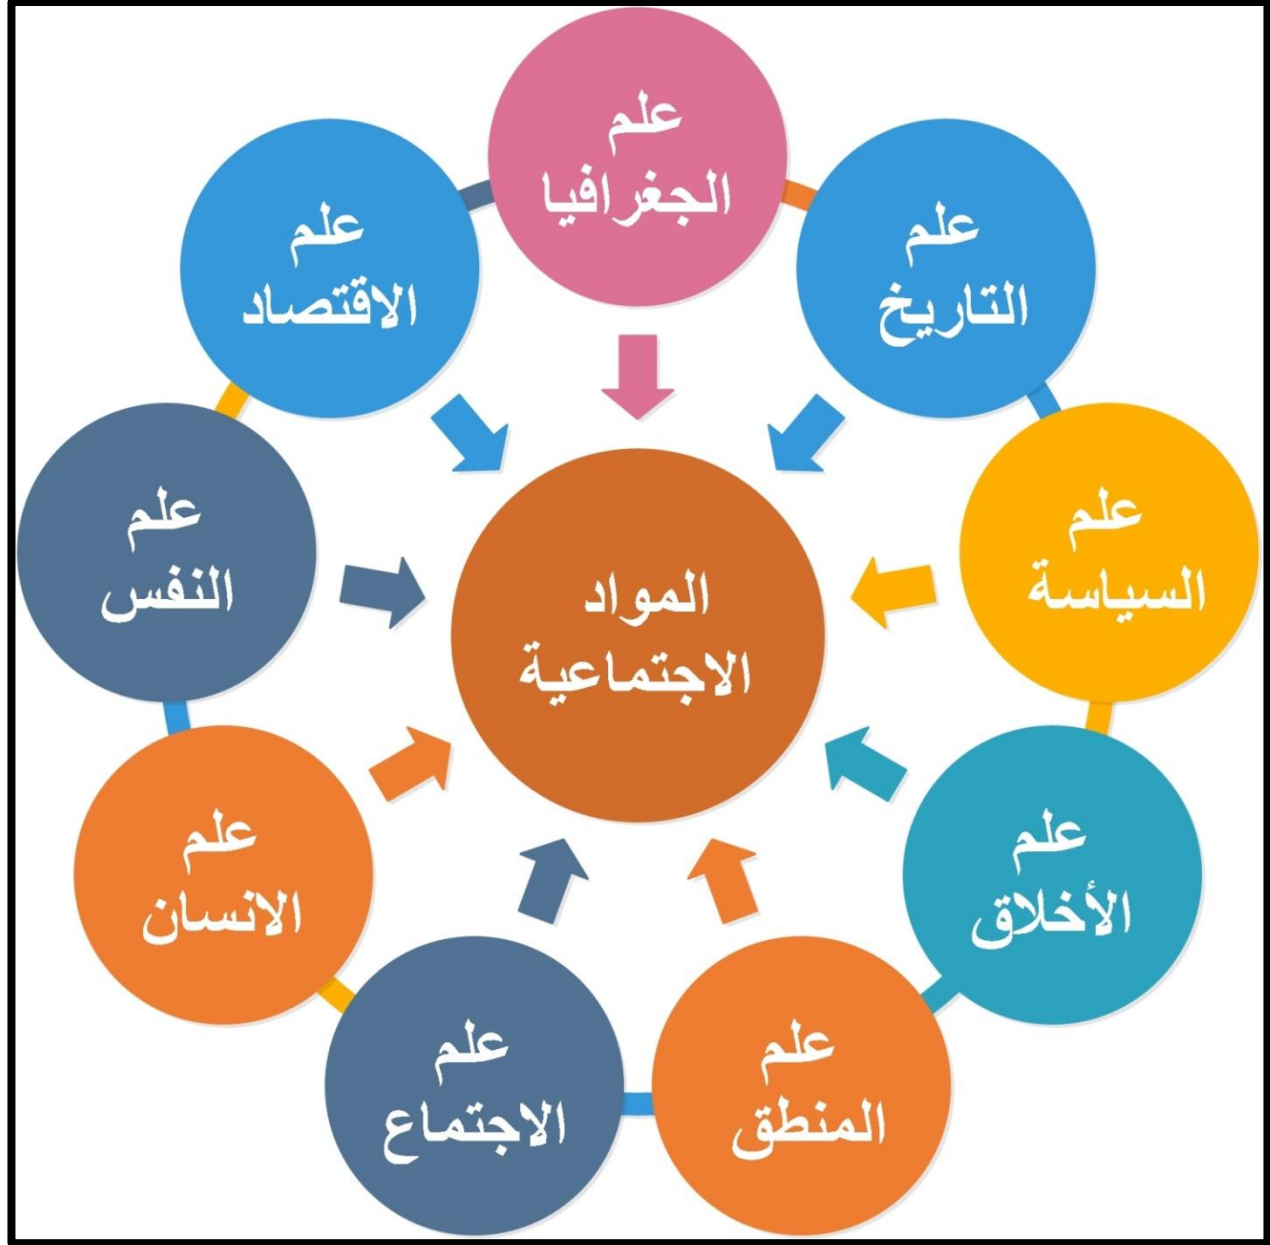 علم
الجغرافيا
علم
التاريخ
علم
السياسة
علم
الأخلاق
علم
المنطق
علم
الاجتماع
علم
الانسان
علم
النفس
علم
الاقتصاد
المواد
الاجتماعية